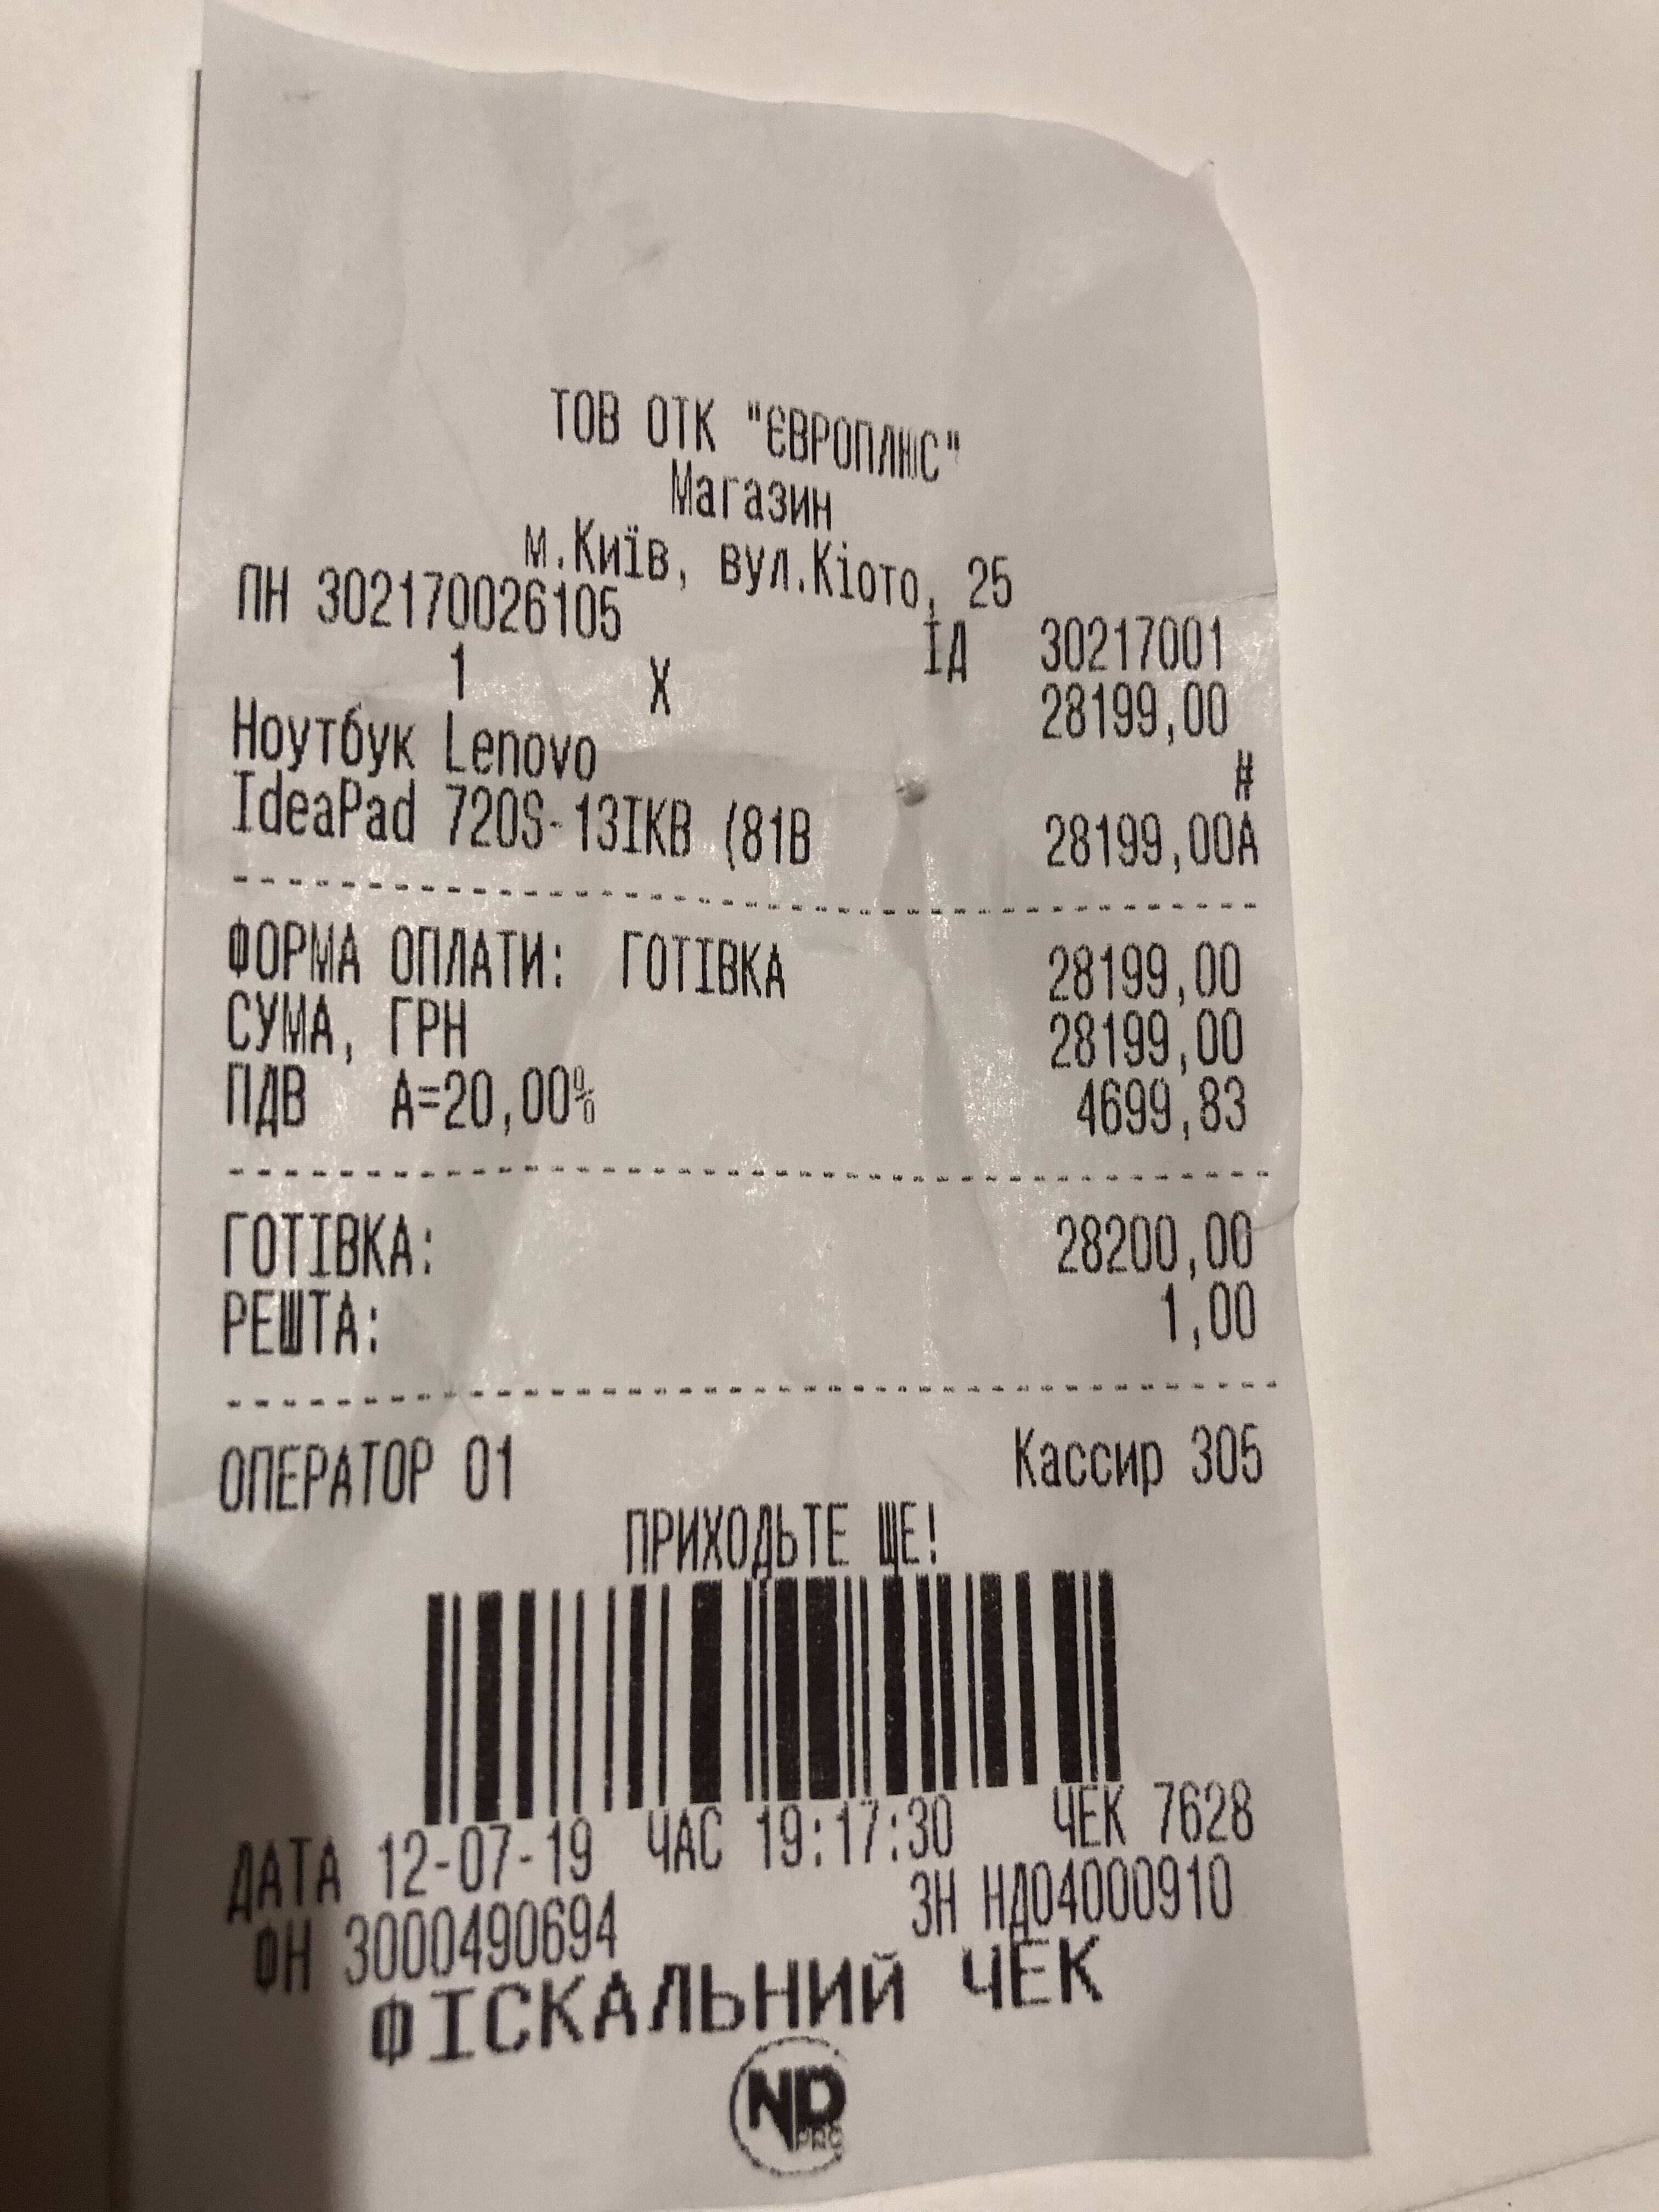 ТОВ ОТК "ЄВРОПЛЮС"
Магазин
м.Київ, вул.Кіото, 25
ПН 302170026105 ІД 30217001
1 X 28199,00
Ноутбук Lenovo #
IdeaPad 720S-13IKB (81B 28199,00А
ФОРМА ОПЛАТИ: ГОТІВКА 28199,00
СУМА, ГРН 28199,00
ПДВ А=20,00% 4699,83
ГОТІВКА: 28200,00
РЕШТА: 1,00
ОПЕРАТОР 01 Кассир 305
ПРИХОДЬТЕ ЩЕ!
ДАТА 12-07-19 ЧАС 19:17:30 ЧЕК 7628
ФН 3000490694 ЗН НД04000910
ФІСКАЛЬНИЙ ЧЕК
ND
PRO